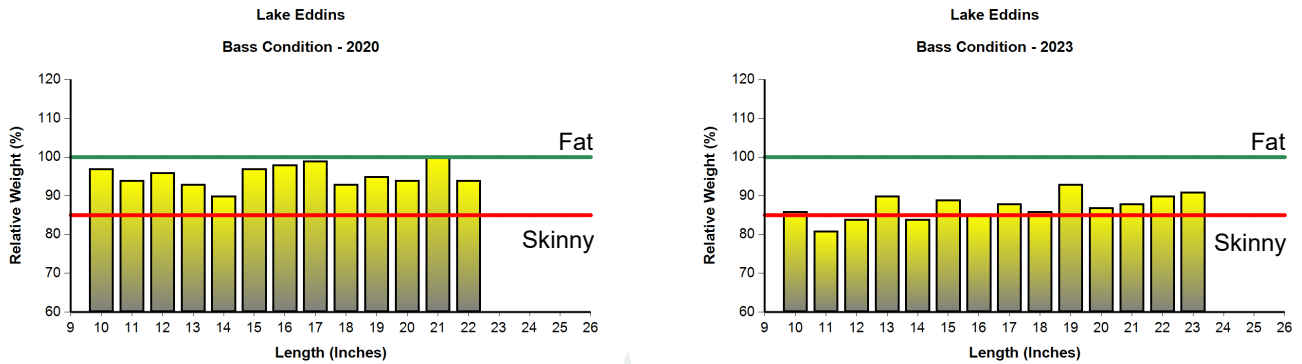 Lake Eddins
Bass Condition - 2020
Relative Weight (%)
120
110
100
90
80
70
60
Fat
Skinny
9 10 11 12 13 14 15 16 17 18 19 20 21 22 23 24 25 26
Length (Inches)
Lake Eddins
Bass Condition - 2023
Relative Weight (%)
120
110
100
90
80
70
60
Fat
Skinny
9 10 11 12 13 14 15 16 17 18 19 20 21 22 23 24 25 26
Length (Inches)